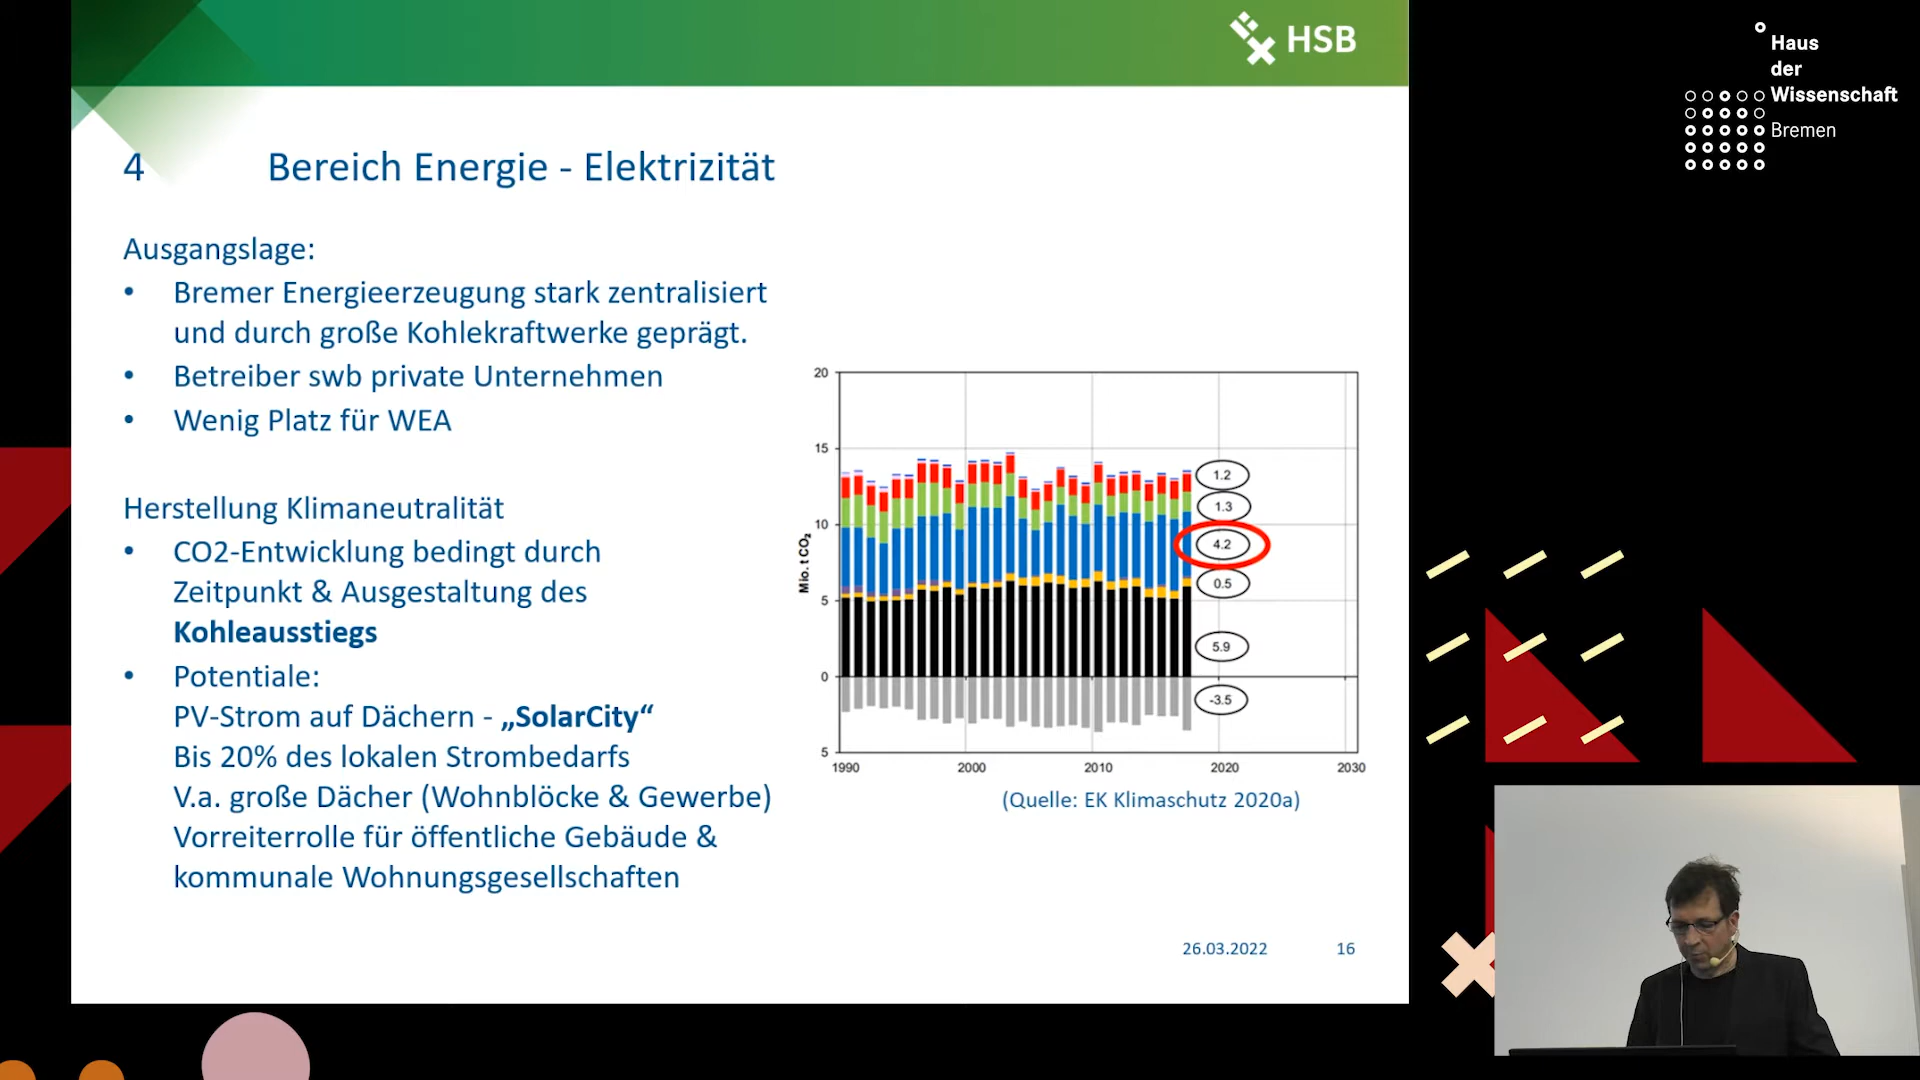 HSB
Haus
der
Wissenschaft
Bremen
4 Bereich Energie - Elektrizität
Ausgangslage:
• Bremer Energieerzeugung stark zentralisiert
und durch große Kohlekraftwerke geprägt.
• Betreiber swb private Unternehmen
• Wenig Platz für WEA
Herstellung Klimaneutralität
• CO2-Entwicklung bedingt durch
Zeitpunkt & Ausgestaltung des
Kohleausstiegs
• Potentiale:
PV-Strom auf Dächern - „SolarCity“
Bis 20% des lokalen Strombedarfs
V.a. große Dächer (Wohnblöcke & Gewerbe)
Vorreiterrolle für öffentliche Gebäude &
kommunale Wohnungsgesellschaften
Mio. t CO₂
20
15
10
5
0
5
1990 2000 2010 2020 2030
1.2
1.3
4.2
0.5
5.9
-3.5
(Quelle: EK Klimaschutz 2020a)
26.03.2022 16